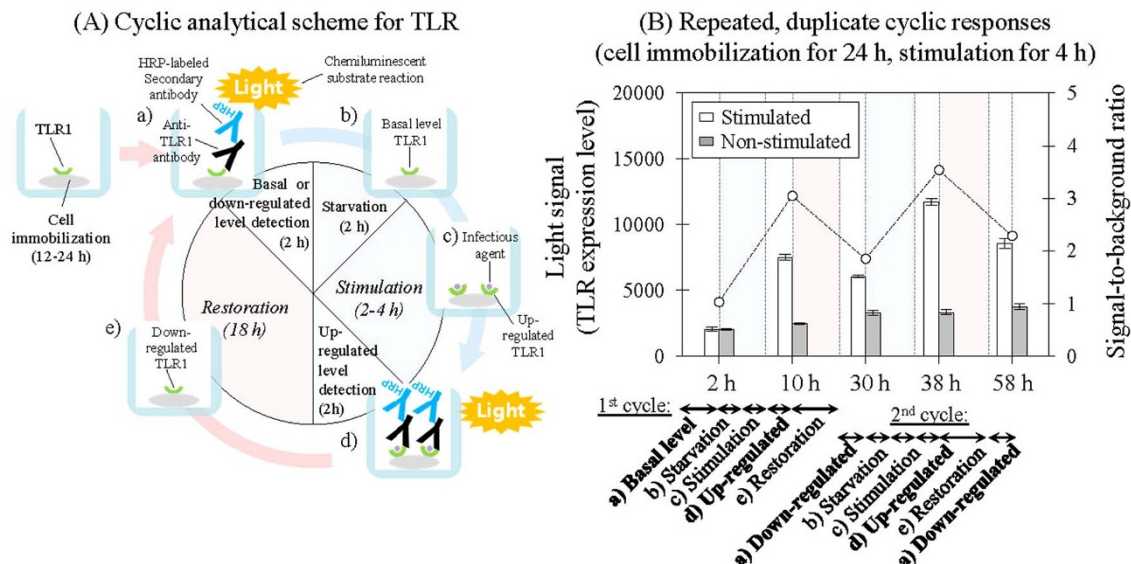 (A) Cyclic analytical scheme for TLR
HRP-labeled
Secondary
antibody
Light
Chemiluminescent
substrate reaction
a)
HRP
b)
TLR1
Anti-
TLR1
antibody
Basal level
TLR1
Cell
immobilization
(12-24 h)
Basal or
down-regulated
level detection
(2 h)
Starvation
(2 h)
c)
Infectious
agent
Restoration
(18 h)
Stimulation
(2-4 h)
Up-
regulated
TLR1
e)
Down-
regulated
TLR1
Up-
regulated
level
detection
(2h)
HRP
HRP
Light
d)
(B) Repeated, duplicate cyclic responses
(cell immobilization for 24 h, stimulation for 4 h)
Light signal
(TLR expression level)
20000
15000
10000
5000
0
Stimulated
Non-stimulated
5
4
3
2
1
0
Signal-to-background ratio
2 h
10 h
30 h
38 h
58 h
1st cycle:
2nd cycle:
a) Basal level
b) Starvation
c) Stimulation
d) Up-regulated
e) Restoration
a) Down-regulated
b) Starvation
c) Stimulation
d) Up-regulated
e) Restoration
a) Down-regulated